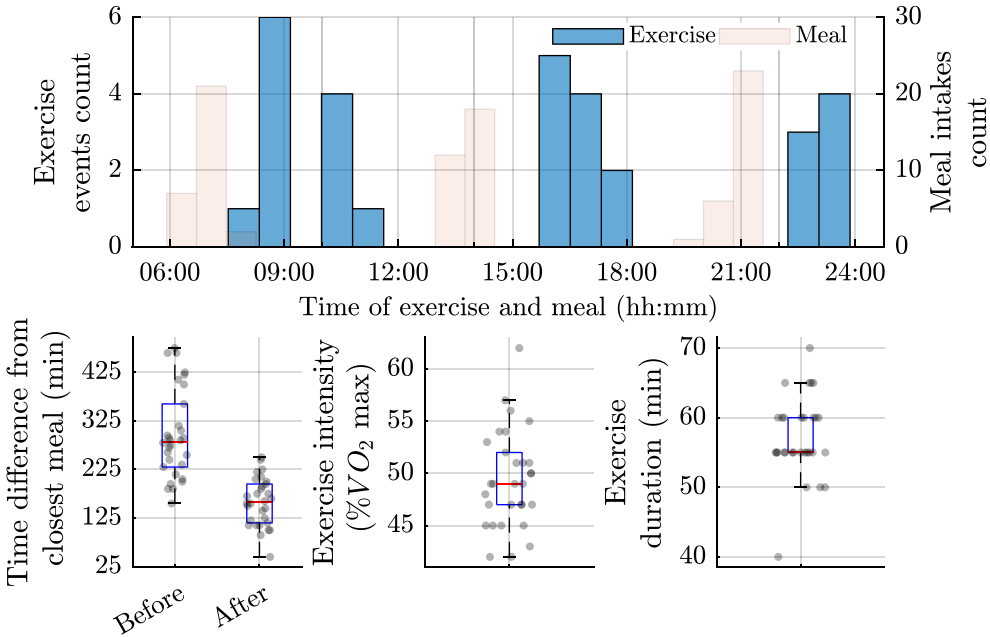 Exercise
events count
6
4
2
0
Exercise
Meal
30
20
10
0
Meal intakes
count
06:00 09:00 12:00 15:00 18:00 21:00 24:00
Time of exercise and meal (hh:mm)
Time difference from
closest meal (min)
425
325
225
125
25
Before After
Exercise intensity
(%VO2 max)
60
55
50
45
Exercise
duration (min)
70
60
50
40